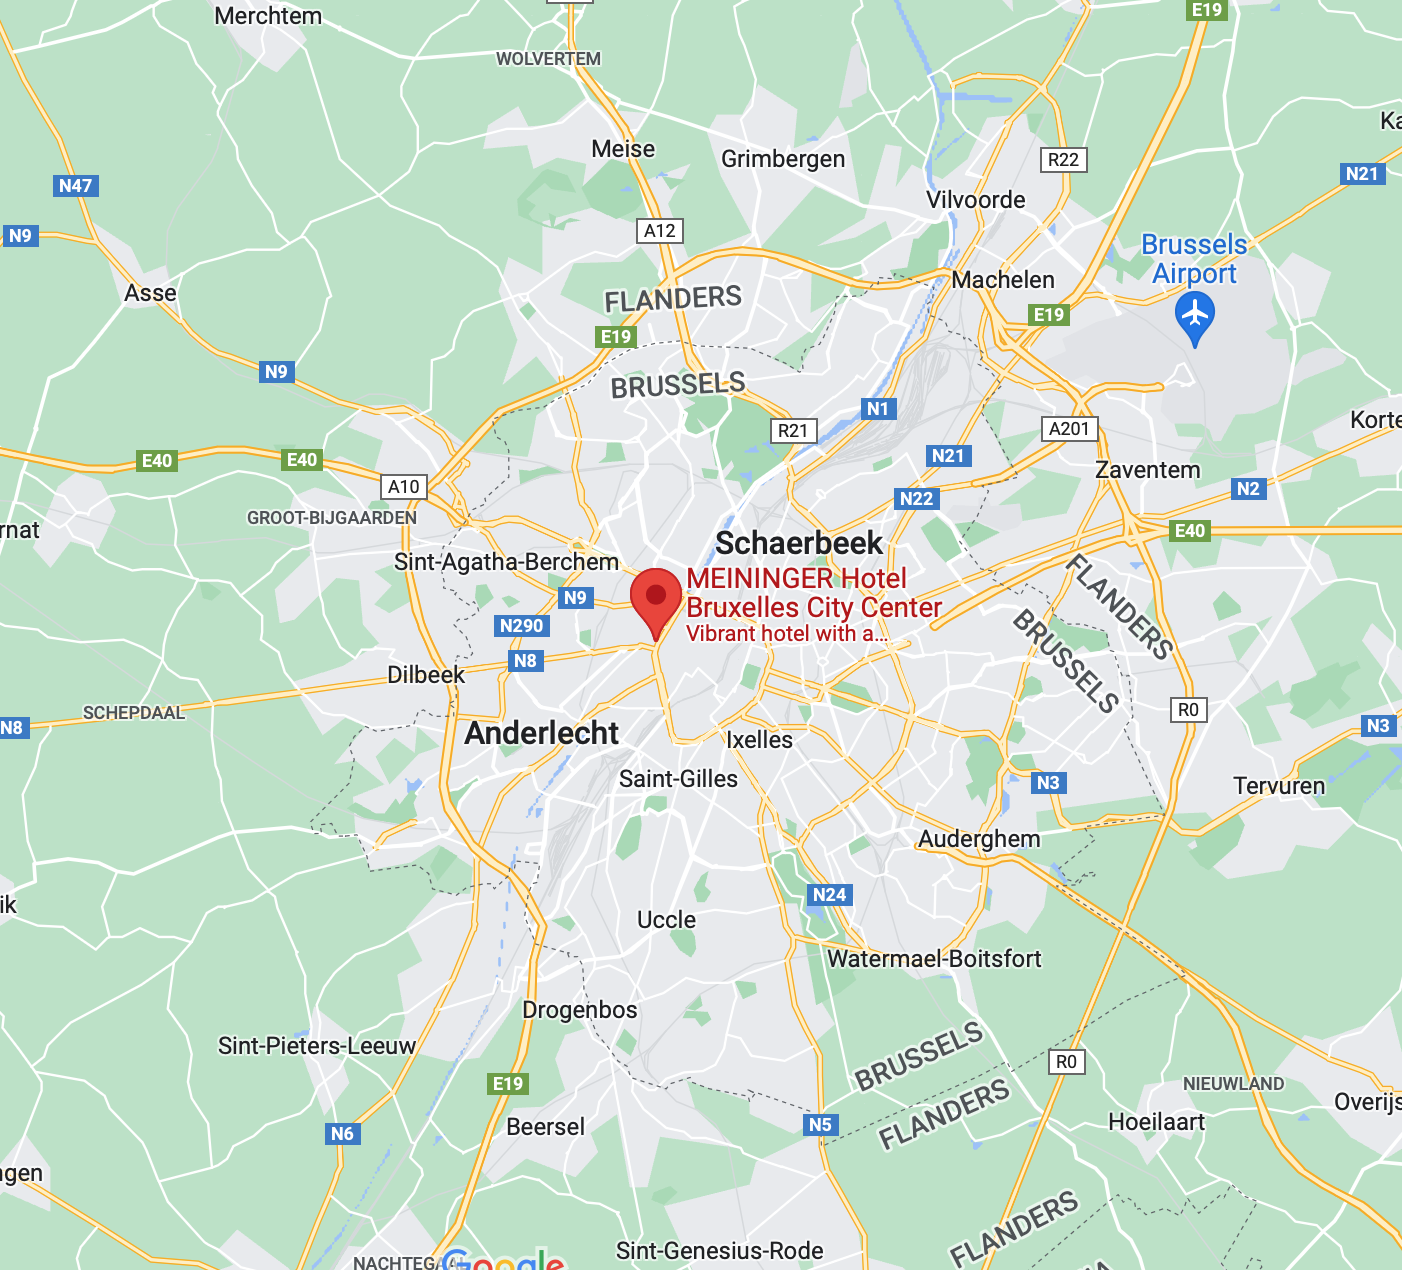 Merchtem
E19
WOLVERTEM
Meise
Grimbergen
R22
N21
N47
Vilvoorde
N9
A12
Brussels
Airport
Asse
FLANDERS
Machelen
E19
E19
N9
BRUSSELS
N1
R21
A201
Korte
E40
E40
N21
Zaventem
A10
N22
N2
GROOT-BIJGAARDEN
rnat
E40
Schaerbeek
Sint-Agatha-Berchem
MEININGER Hotel
Bruxelles City Center
Vibrant hotel with a...
N9
N290
FLANDERS
BRUSSELS
N8
Dilbeek
SCHEPDAAL
R0
N8
N3
Anderlecht
Ixelles
Saint-Gilles
N3
Tervuren
Auderghem
N24
ik
Uccle
Watermael-Boitsfort
Drogenbos
Sint-Pieters-Leeuw
BRUSSELS
R0
E19
NIEUWLAND
FLANDERS
Overijs
N6
Beersel
N5
Hoeilaart
ngen
FLANDERS
Sint-Genesius-Rode
NACHTEGAAL
Google